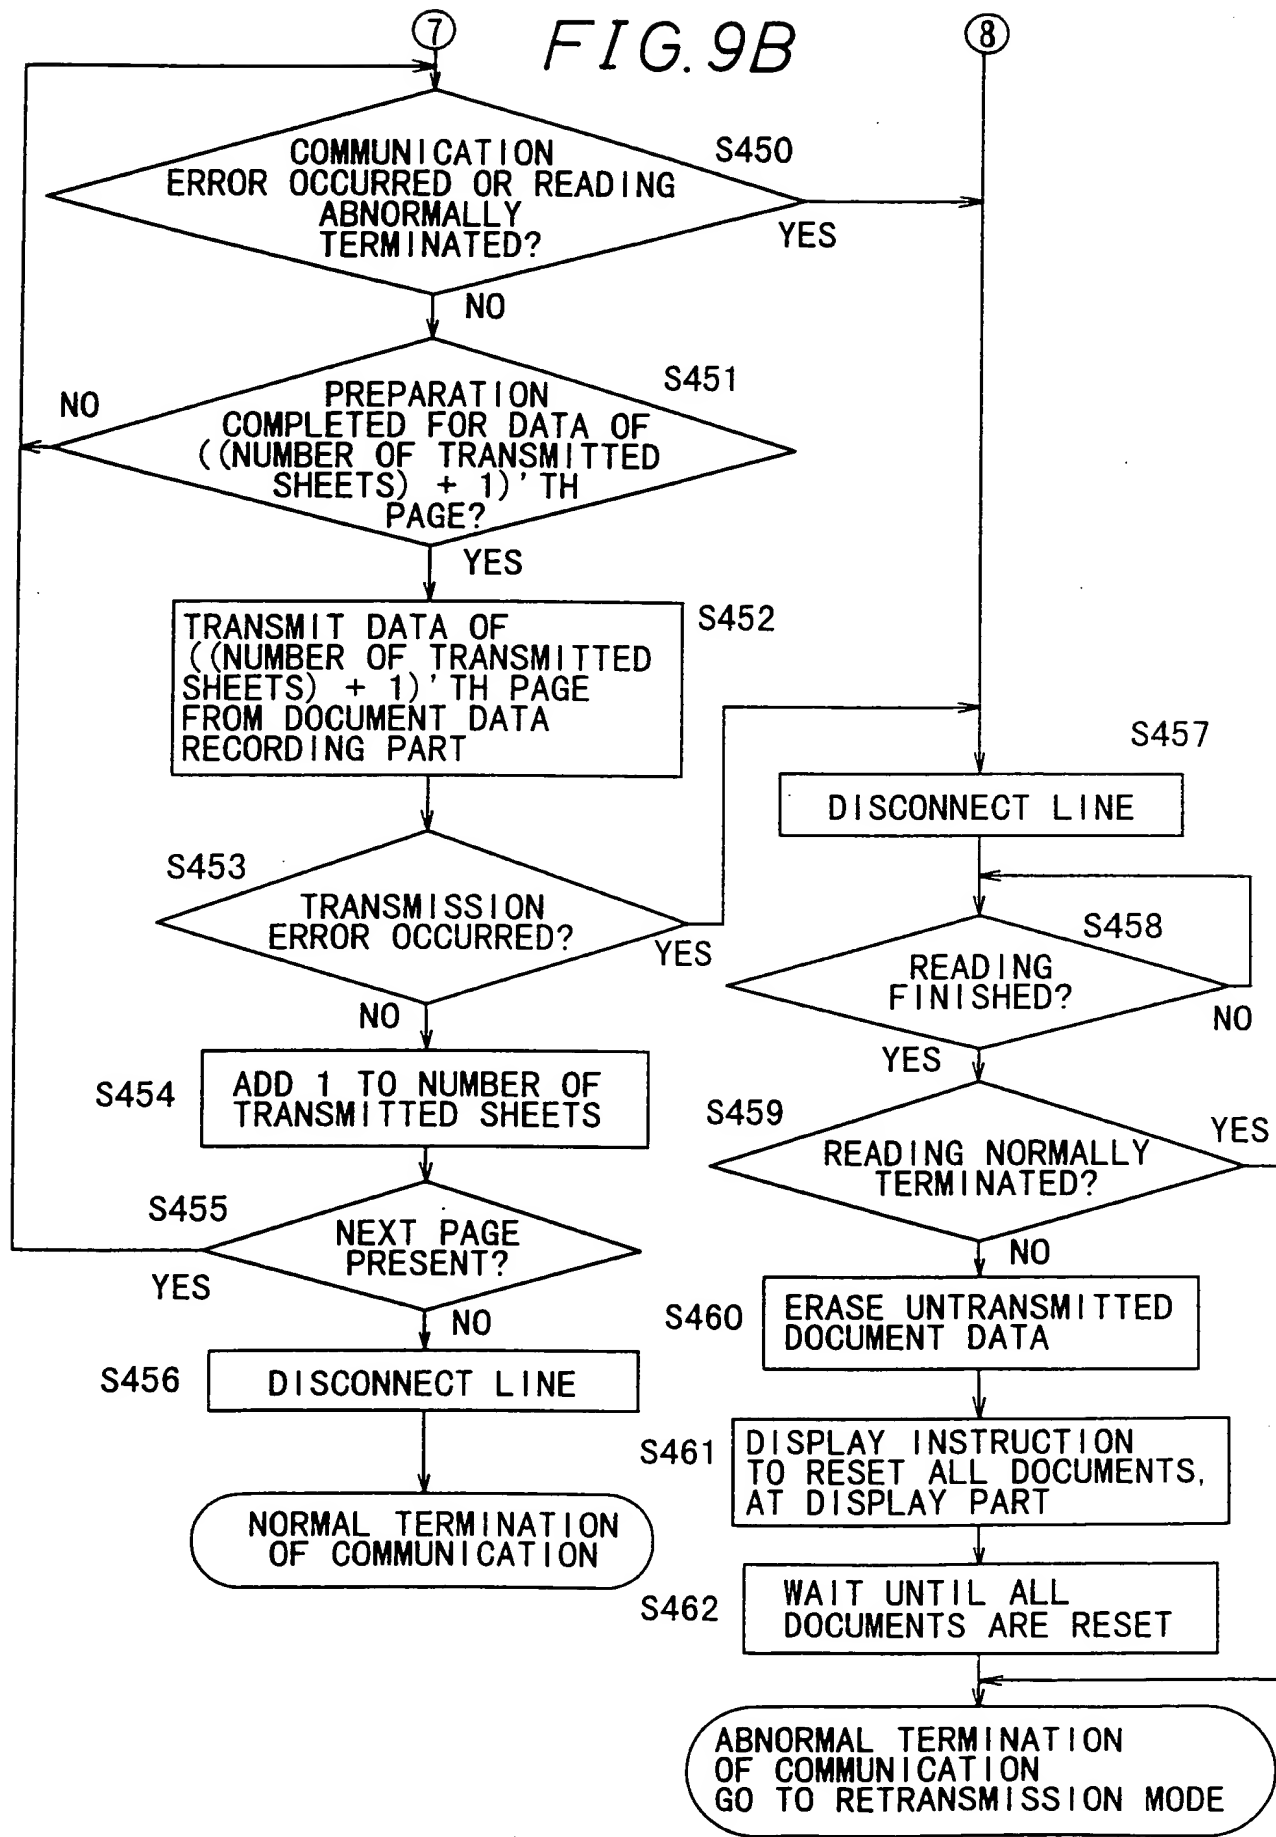 7
FIG. 9B
8
COMMUNICATION
ERROR OCCURRED OR READING
ABNORMALLY
TERMINATED?
S450
YES
NO
PREPARATION
COMPLETED FOR DATA OF
((NUMBER OF TRANSMITTED
SHEETS) + 1)'TH
PAGE?
S451
NO
YES
TRANSMIT DATA OF
((NUMBER OF TRANSMITTED
SHEETS) + 1)'TH PAGE
FROM DOCUMENT DATA
RECORDING PART
S452
S453
TRANSMISSION
ERROR OCCURRED?
YES
NO
S454
ADD 1 TO NUMBER OF
TRANSMITTED SHEETS
S455
NEXT PAGE
PRESENT?
YES
NO
S456
DISCONNECT LINE
NORMAL TERMINATION
OF COMMUNICATION
S457
DISCONNECT LINE
S458
READING
FINISHED?
NO
YES
S459
READING NORMALLY
TERMINATED?
YES
NO
S460
ERASE UNTRANSMITTED
DOCUMENT DATA
S461
DISPLAY INSTRUCTION
TO RESET ALL DOCUMENTS,
AT DISPLAY PART
S462
WAIT UNTIL ALL
DOCUMENTS ARE RESET
ABNORMAL TERMINATION
OF COMMUNICATION
GO TO RETRANSMISSION MODE